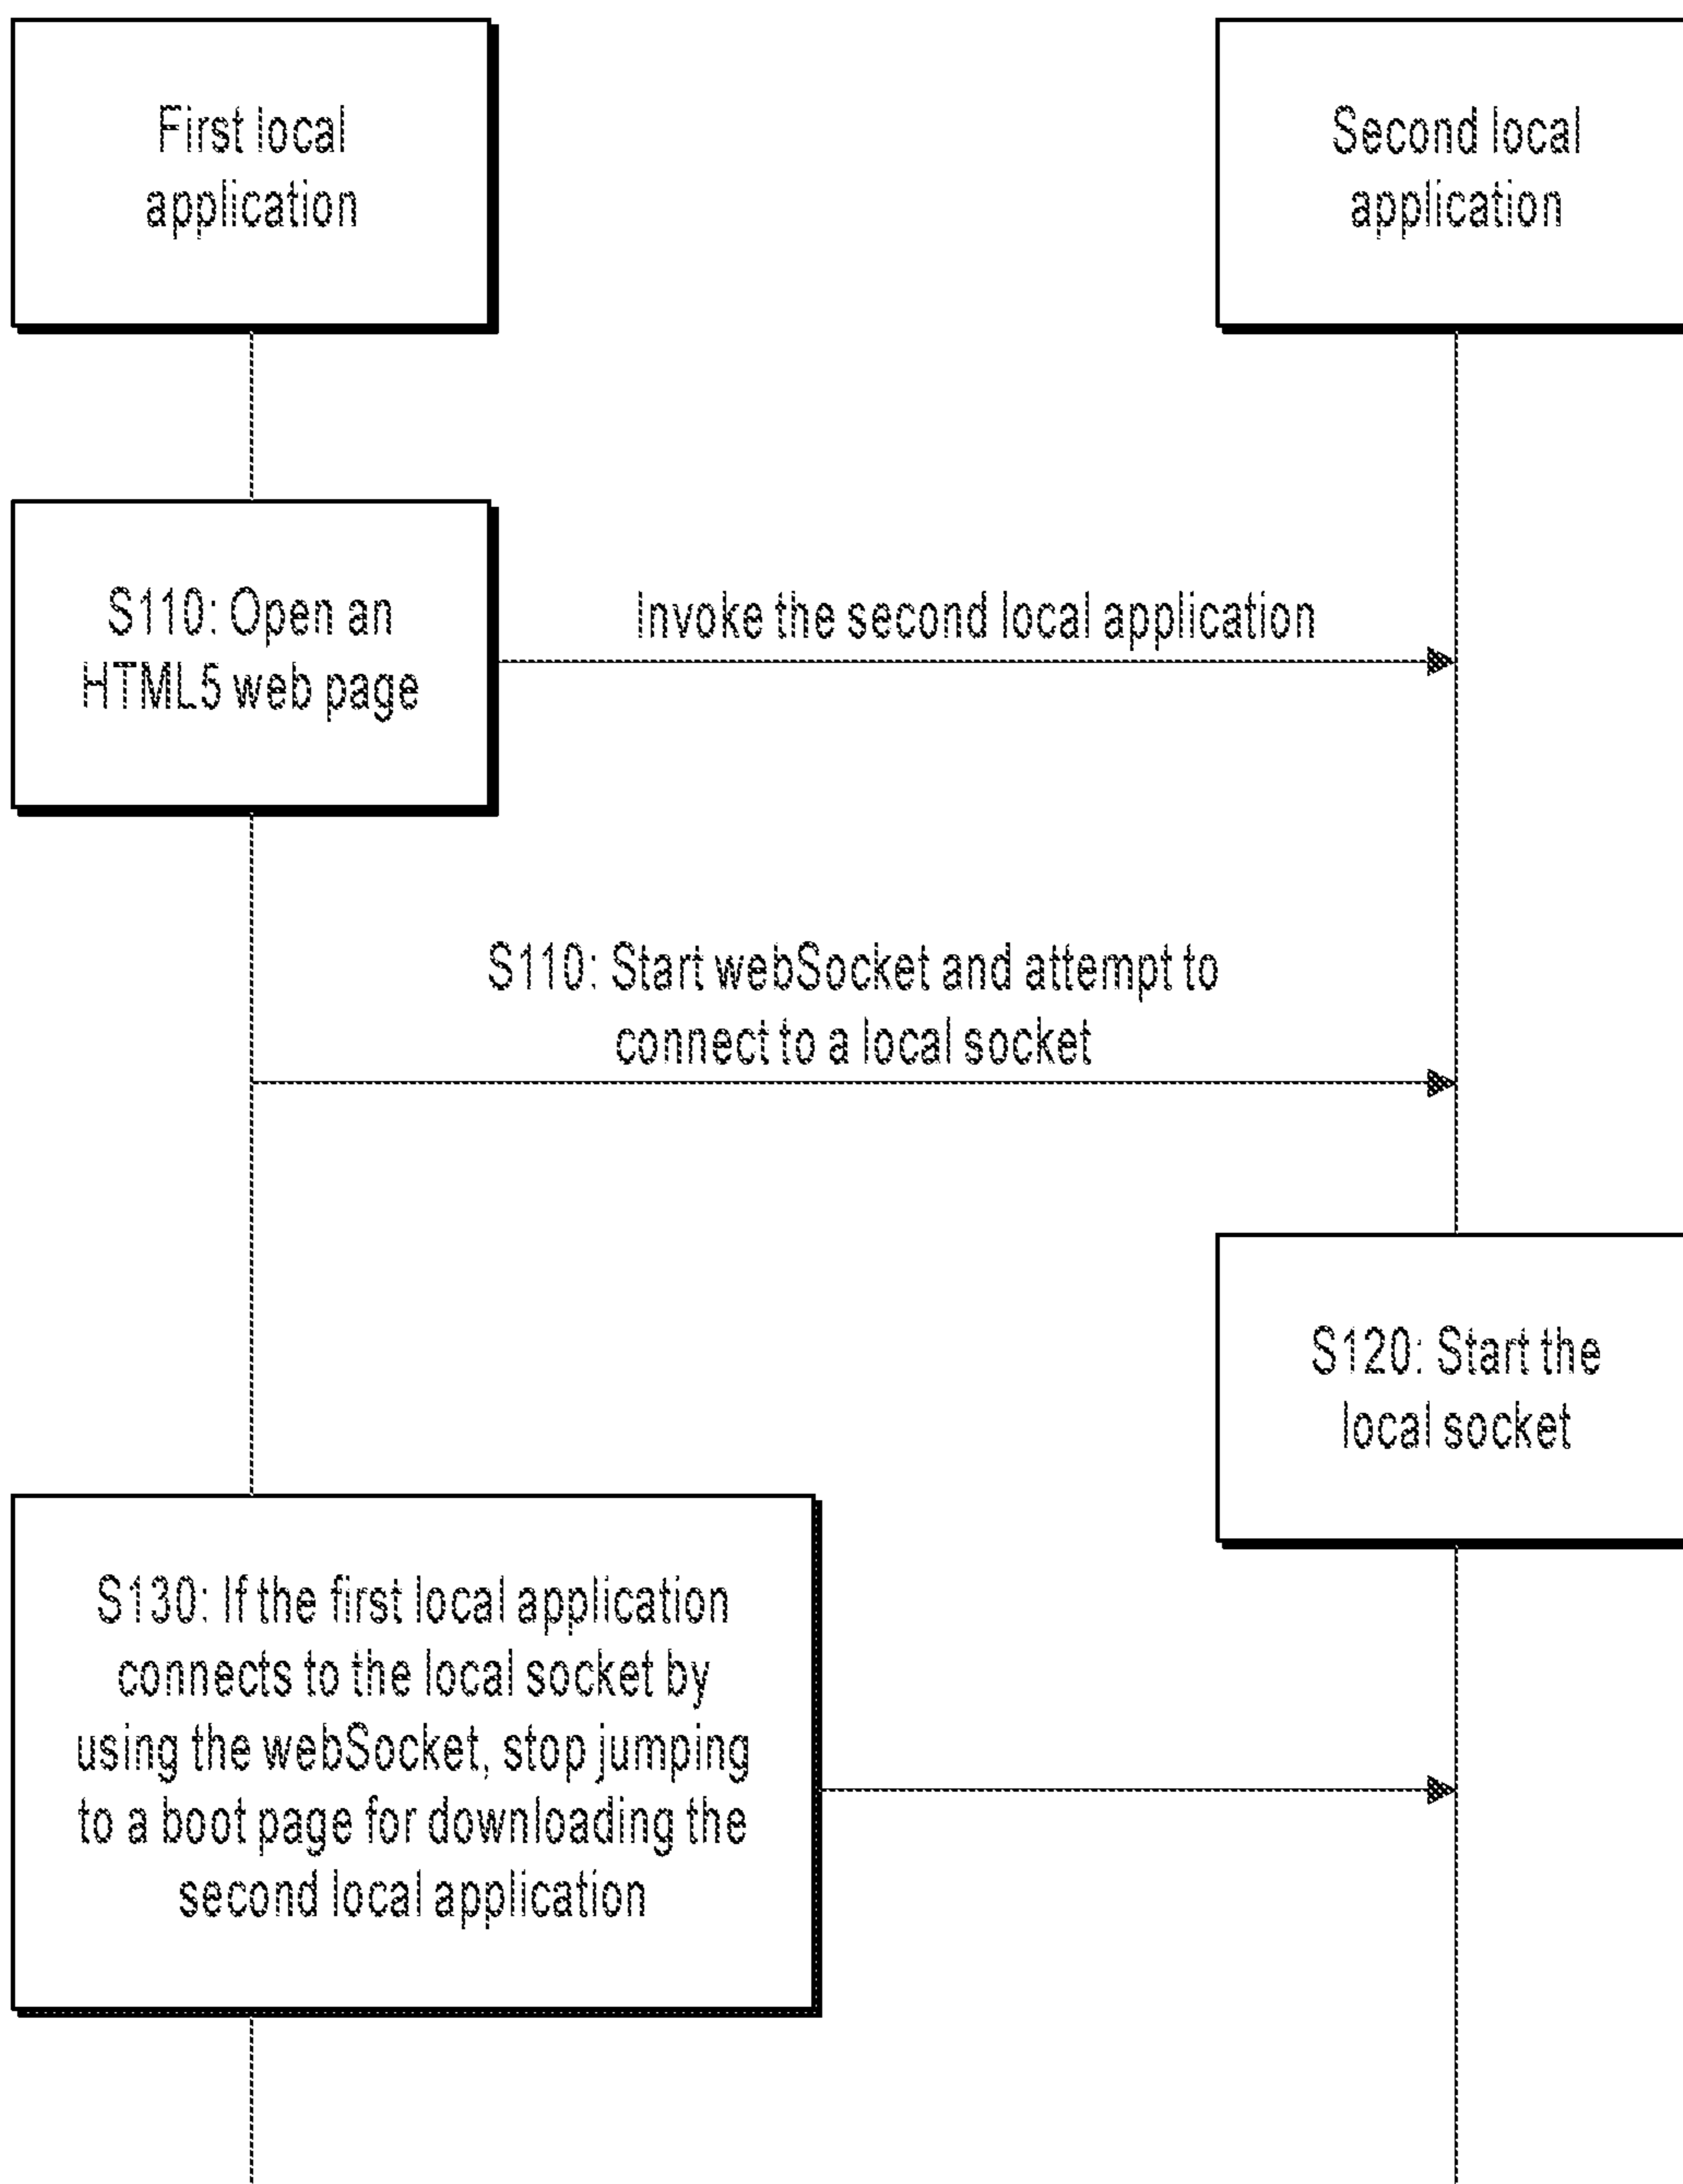 First local
application
Second local
application
S110: Open an
HTML5 web page
Invoke the second local application
S110: Start webSocket and attempt to
connect to a local socket
S120: Start the
local socket
S130: If the first local application
connects to the local socket by
using the webSocket, stop jumping
to a boot page for downloading the
second local application